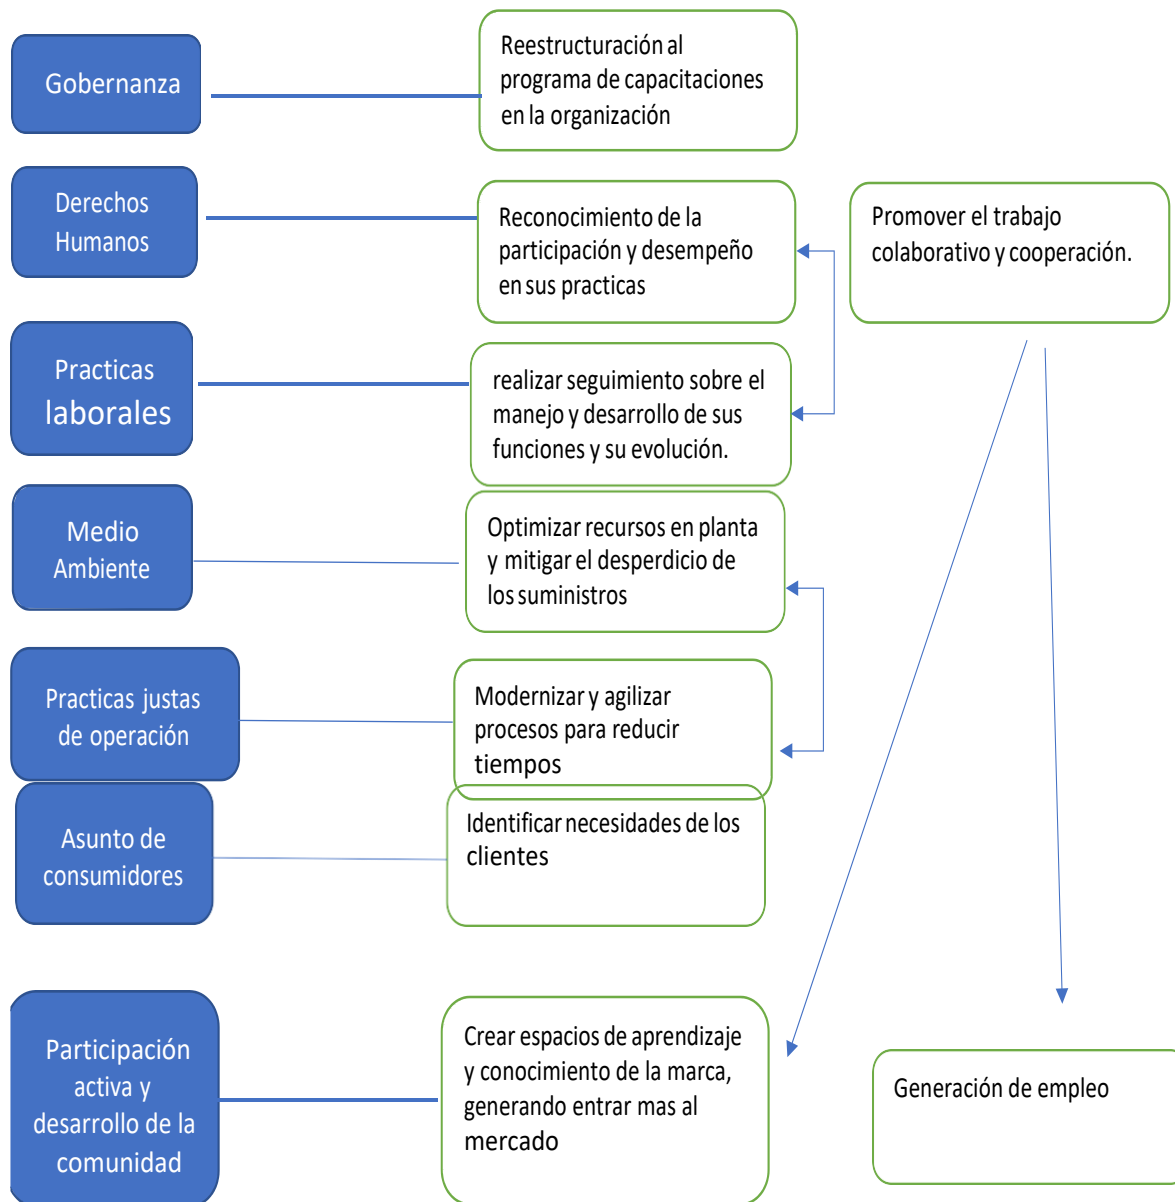 Gobernanza
Reestructuración al
programa de capacitaciones
en la organización
Derechos
Humanos
Reconocimiento de la
participación y desempeño
en sus practicas
Promover el trabajo
colaborativo y cooperación.
Practicas
laborales
realizar seguimiento sobre el
manejo y desarrollo de sus
funciones y su evolución.
Medio
Ambiente
Optimizar recursos en planta
y mitigar el desperdicio de
los suministros
Practicas justas
de operación
Modernizar y agilizar
procesos para reducir
tiempos
Asunto de
consumidores
Identificar necesidades de los
clientes
Participación
activa y
desarrollo de la
comunidad
Crear espacios de aprendizaje
y conocimiento de la marca,
generando entrar mas al
mercado
Generación de empleo